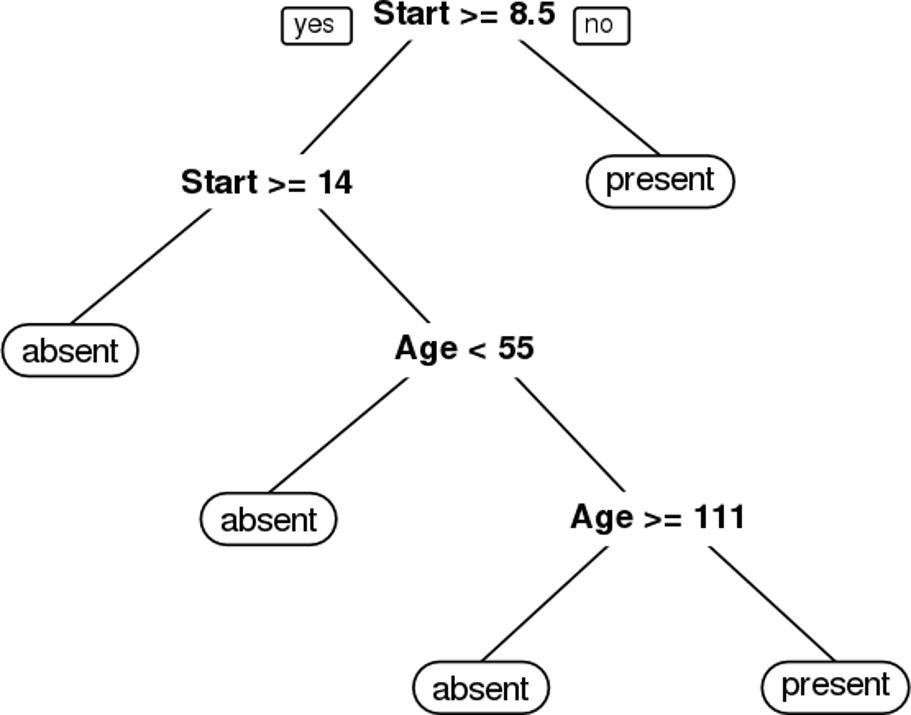 yes Start >= 8.5 no
Start >= 14
present
absent
Age < 55
absent
Age >= 111
absent
present